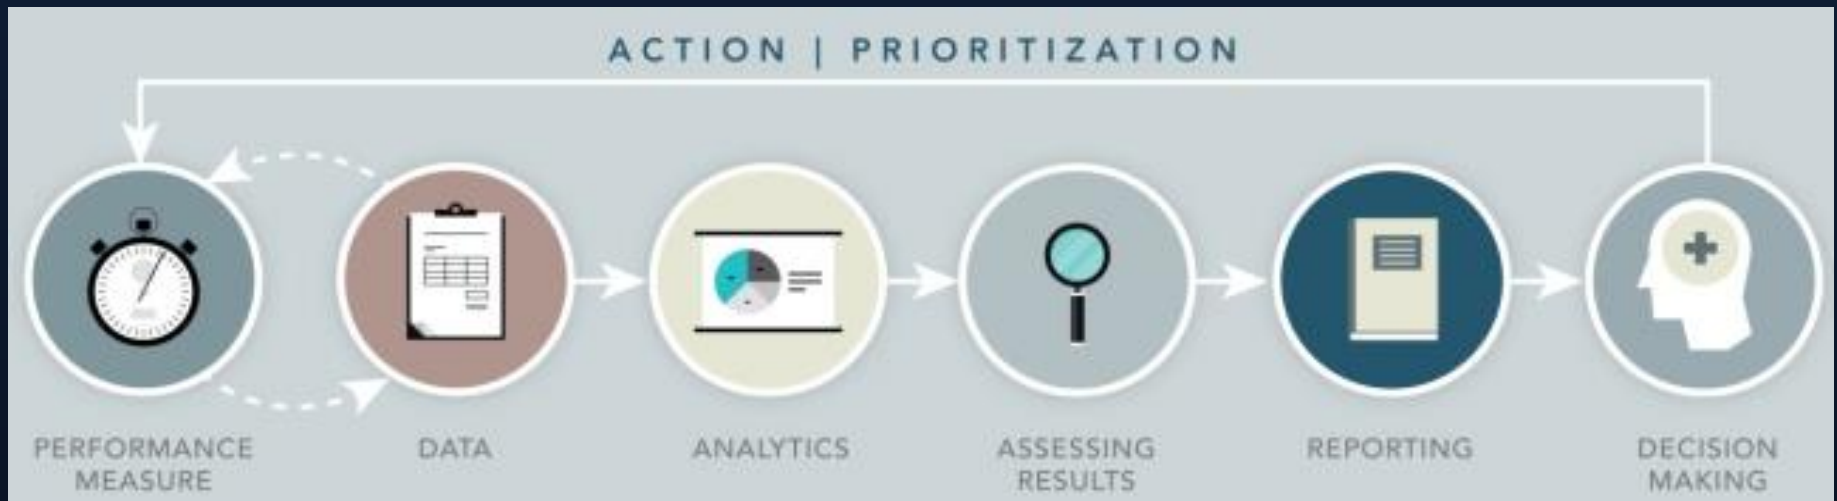 ACTION | PRIORITIZATION
PERFORMANCE
MEASURE
DATA
ANALYTICS
ASSESSING
RESULTS
REPORTING
DECISION
MAKING